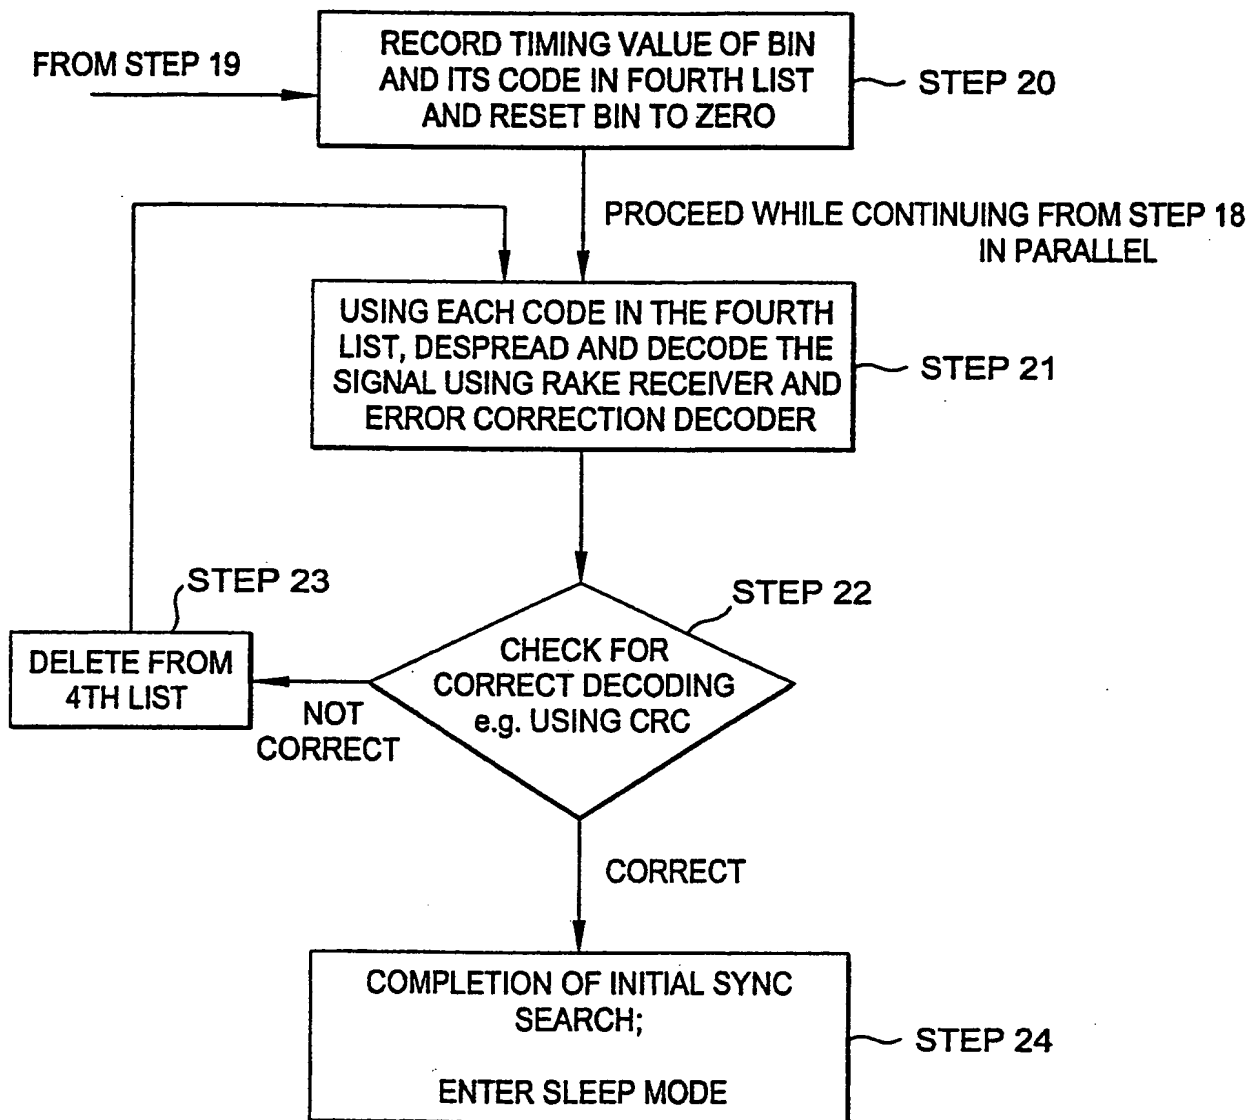 FROM STEP 19
RECORD TIMING VALUE OF BIN
AND ITS CODE IN FOURTH LIST
AND RESET BIN TO ZERO
STEP 20
PROCEED WHILE CONTINUING FROM STEP 18
IN PARALLEL
USING EACH CODE IN THE FOURTH
LIST, DESPREAD AND DECODE THE
SIGNAL USING RAKE RECEIVER AND
ERROR CORRECTION DECODER
STEP 21
STEP 23
DELETE FROM
4TH LIST
STEP 22
CHECK FOR
CORRECT DECODING
e.g. USING CRC
NOT
CORRECT
CORRECT
COMPLETION OF INITIAL SYNC
SEARCH;
ENTER SLEEP MODE
STEP 24